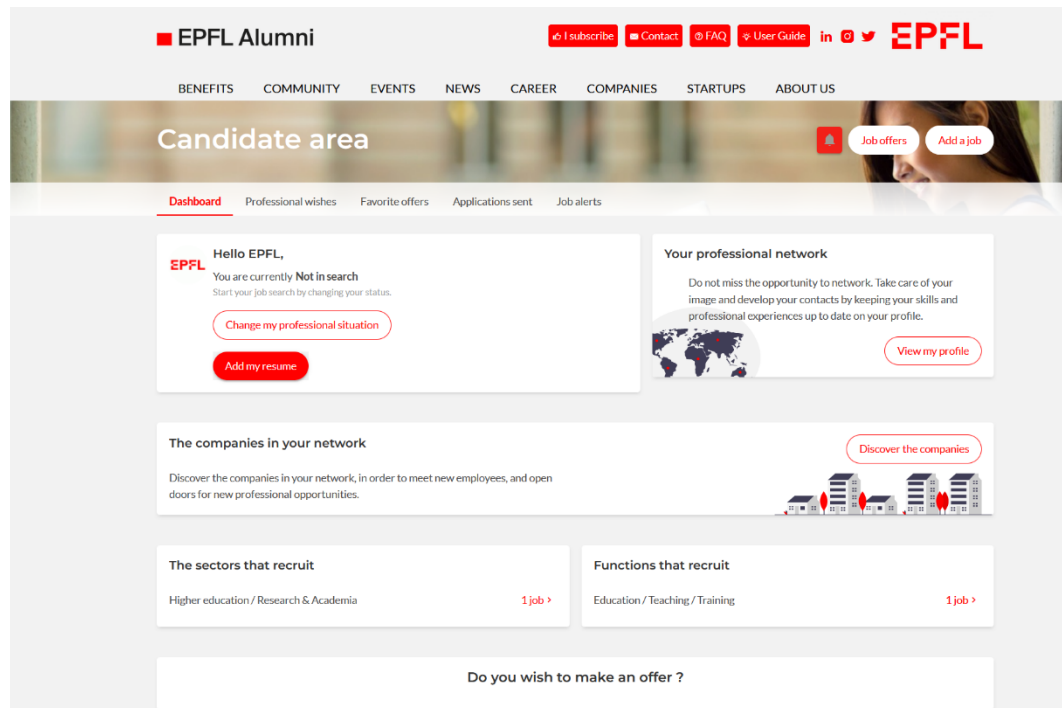 EPFL Alumni
I subscribe
Contact
FAQ
User Guide
in
EPFL
BENEFITS COMMUNITY EVENTS NEWS CAREER COMPANIES STARTUPS ABOUT US
Candidate area
Job offers
Add a job
Dashboard Professional wishes Favorite offers Applications sent Job alerts
EPFL
Hello EPFL,
You are currently Not in search
Start your job search by changing your status.
Change my professional situation
Add my resume
Your professional network
Do not miss the opportunity to network. Take care of your
image and develop your contacts by keeping your skills and
professional experiences up to date on your profile.
View my profile
The companies in your network
Discover the companies
Discover the companies in your network, in order to meet new employees, and open
doors for new professional opportunities.
The sectors that recruit
Higher education / Research & Academia 1 job >
Functions that recruit
Education / Teaching / Training 1 job >
Do you wish to make an offer ?